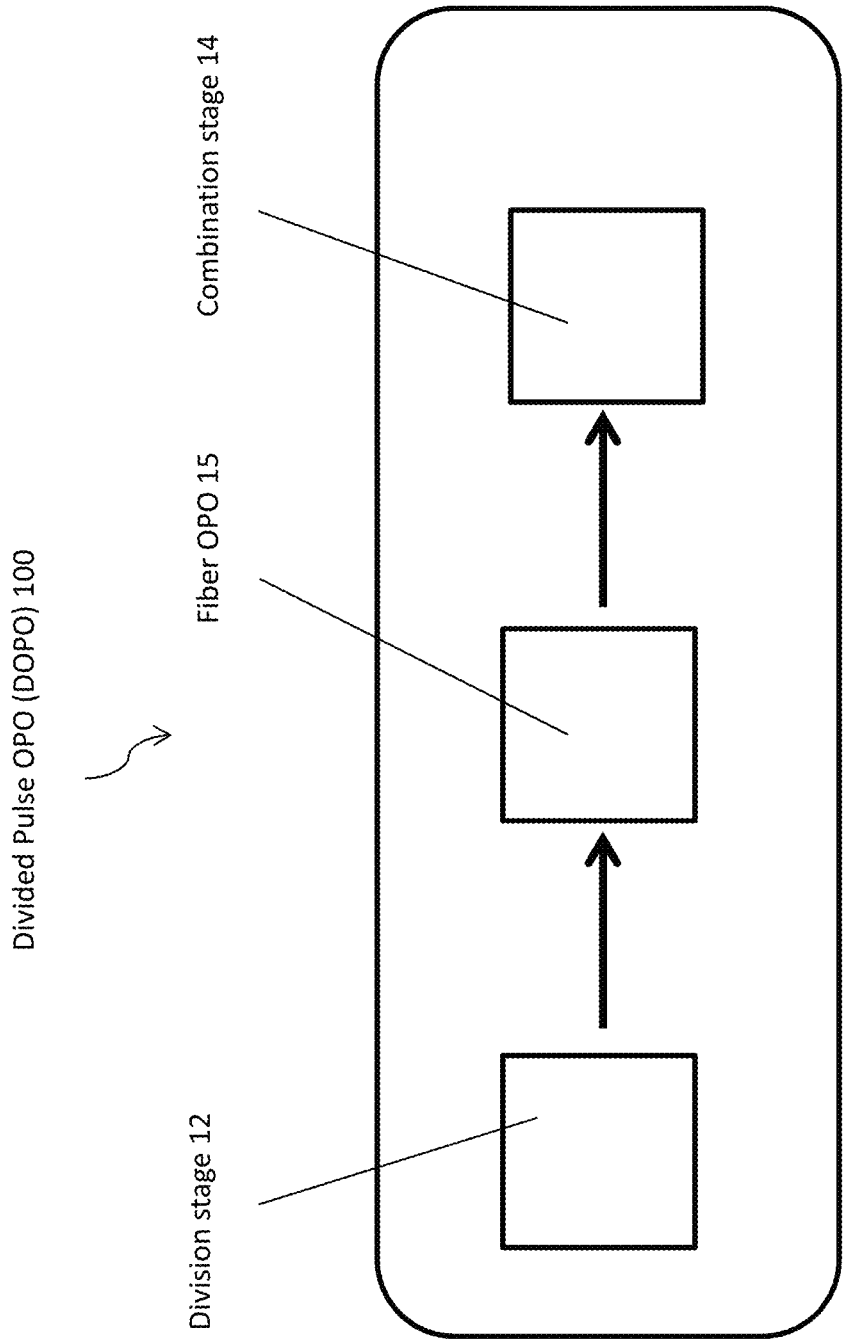 Divided Pulse OPO (DOPO) 100
Division stage 12
Fiber OPO 15
Combination stage 14